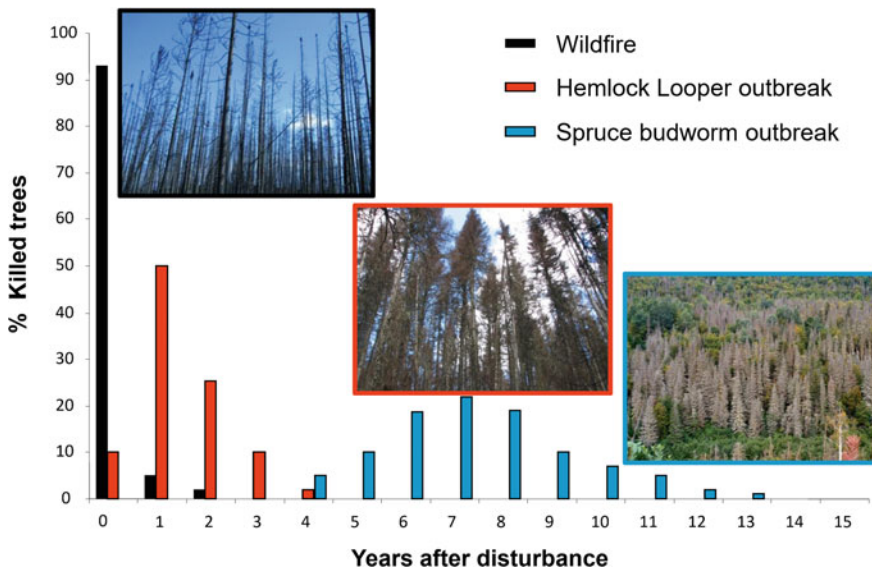 % Killed trees
100
90
80
70
60
50
40
30
20
10
0
Wildfire
Hemlock Looper outbreak
Spruce budworm outbreak
0 1 2 3 4 5 6 7 8 9 10 11 12 13 14 15
Years after disturbance